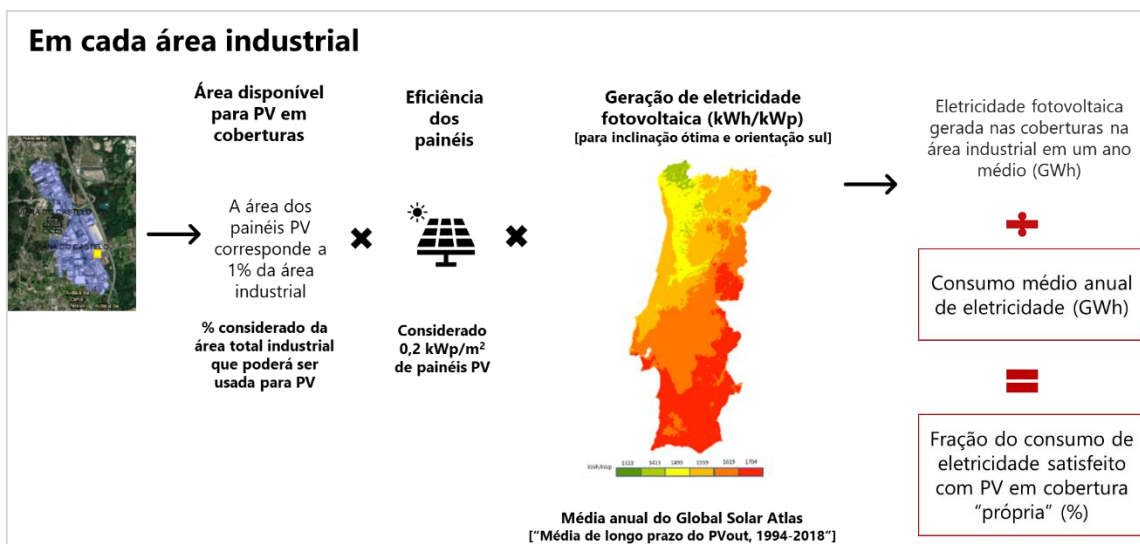 Em cada área industrial
Área disponível
para PV em
coberturas
A área dos
painéis PV
corresponde a
1% da área
industrial
% considerado da
área total industrial
que poderá ser
usada para PV
Eficiência
dos
painéis
Considerado
0,2 kWp/m²
de painéis PV
Geração de eletricidade
fotovoltaica (kWh/kWp)
[para inclinação ótima e orientação sul]
kWh/kWp 1323 1413 1493 1559 1619 1704
Média anual do Global Solar Atlas
["Média de longo prazo do PVout, 1994-2018"]
Eletricidade fotovoltaica
gerada nas coberturas na
área industrial em um ano
médio (GWh)
Consumo médio anual
de eletricidade (GWh)
Fração do consumo de
eletricidade satisfeito
com PV em cobertura
"própria" (%)